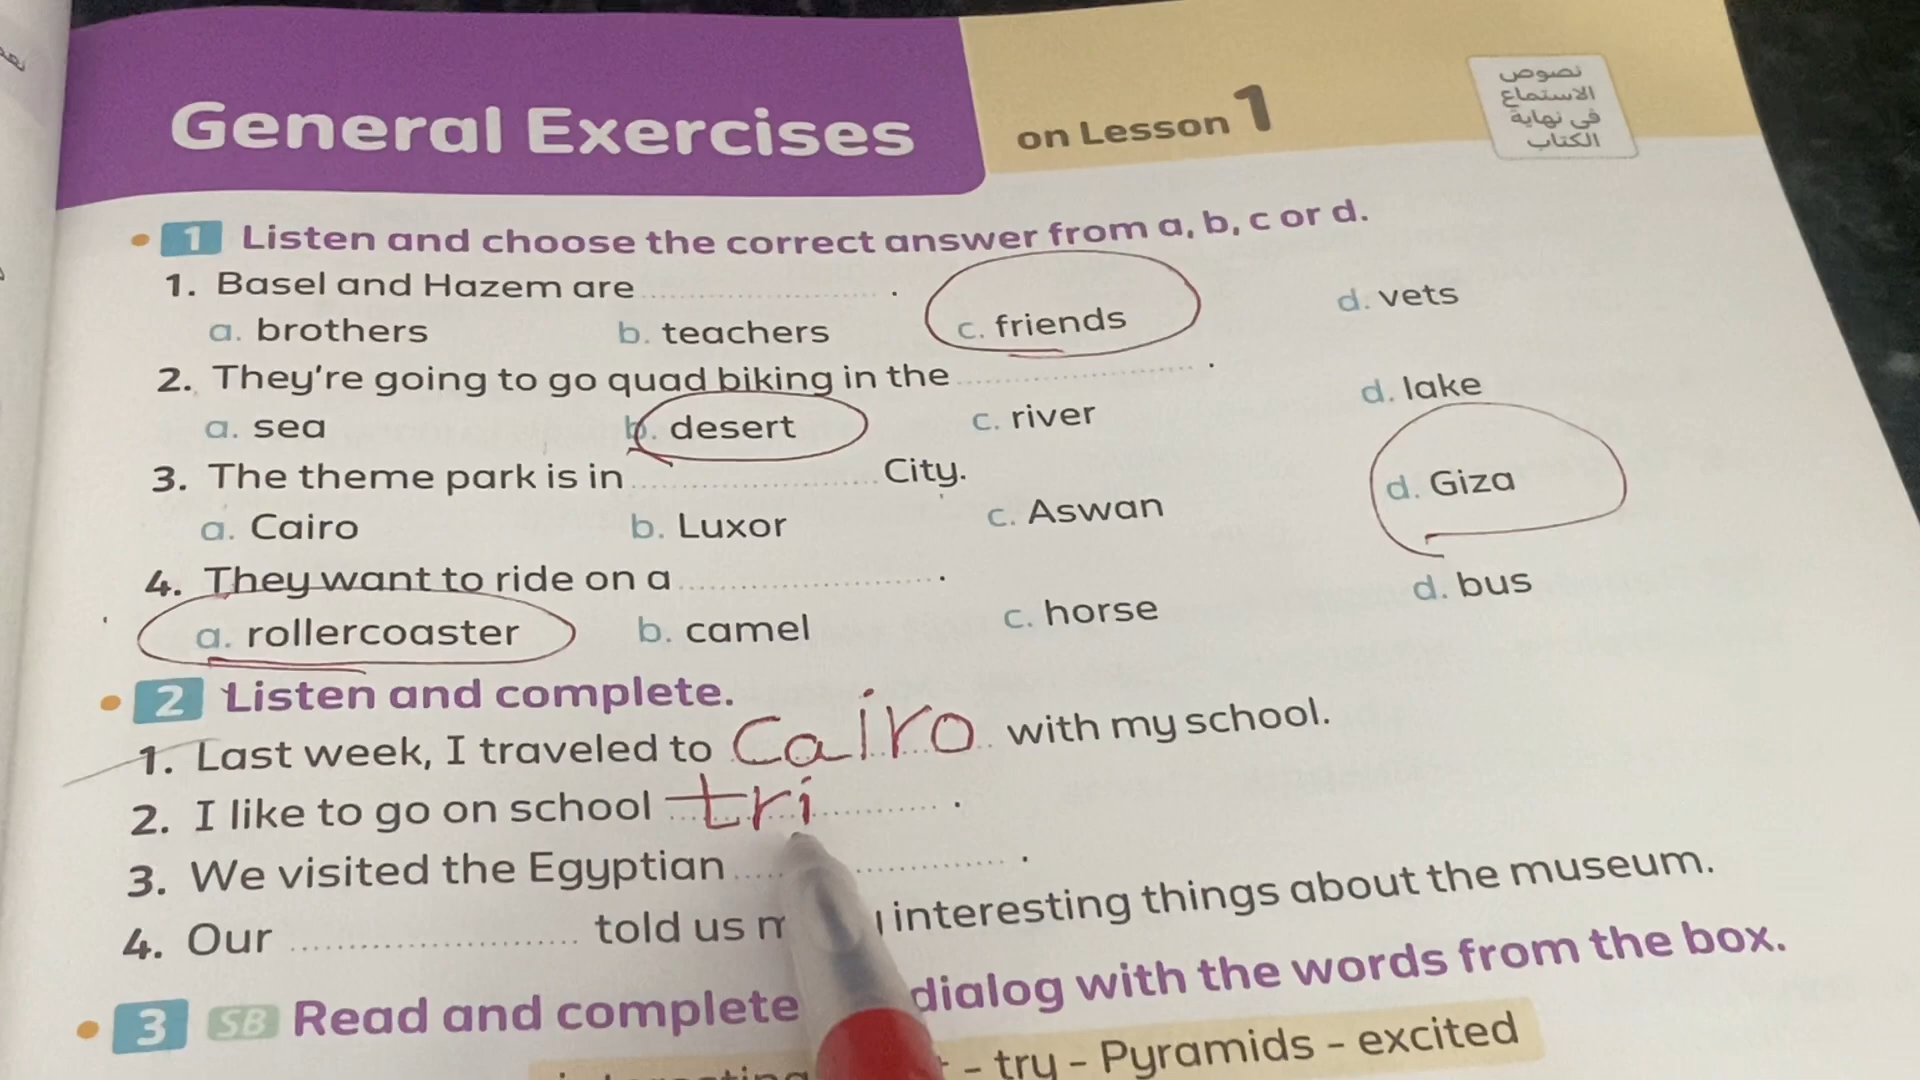 General Exercises on Lesson 1
نصوص
الاستماع
فى نهاية
الكتاب
1 Listen and choose the correct answer from a, b, c or d.
1. Basel and Hazem are .................... .
a. brothers b. teachers c. friends d. vets
2. They're going to go quad biking in the .................... .
a. sea b. desert c. river d. lake
3. The theme park is in .................... City.
a. Cairo b. Luxor c. Aswan d. Giza
4. They want to ride on a .................... .
a. rollercoaster b. camel c. horse d. bus
2 Listen and complete.
1. Last week, I traveled to Cairo with my school.
2. I like to go on school tri .......... .
3. We visited the Egyptian .................... .
4. Our .................... told us interesting things about the museum.
3 SB Read and complete dialog with the words from the box.
- try - Pyramids - excited